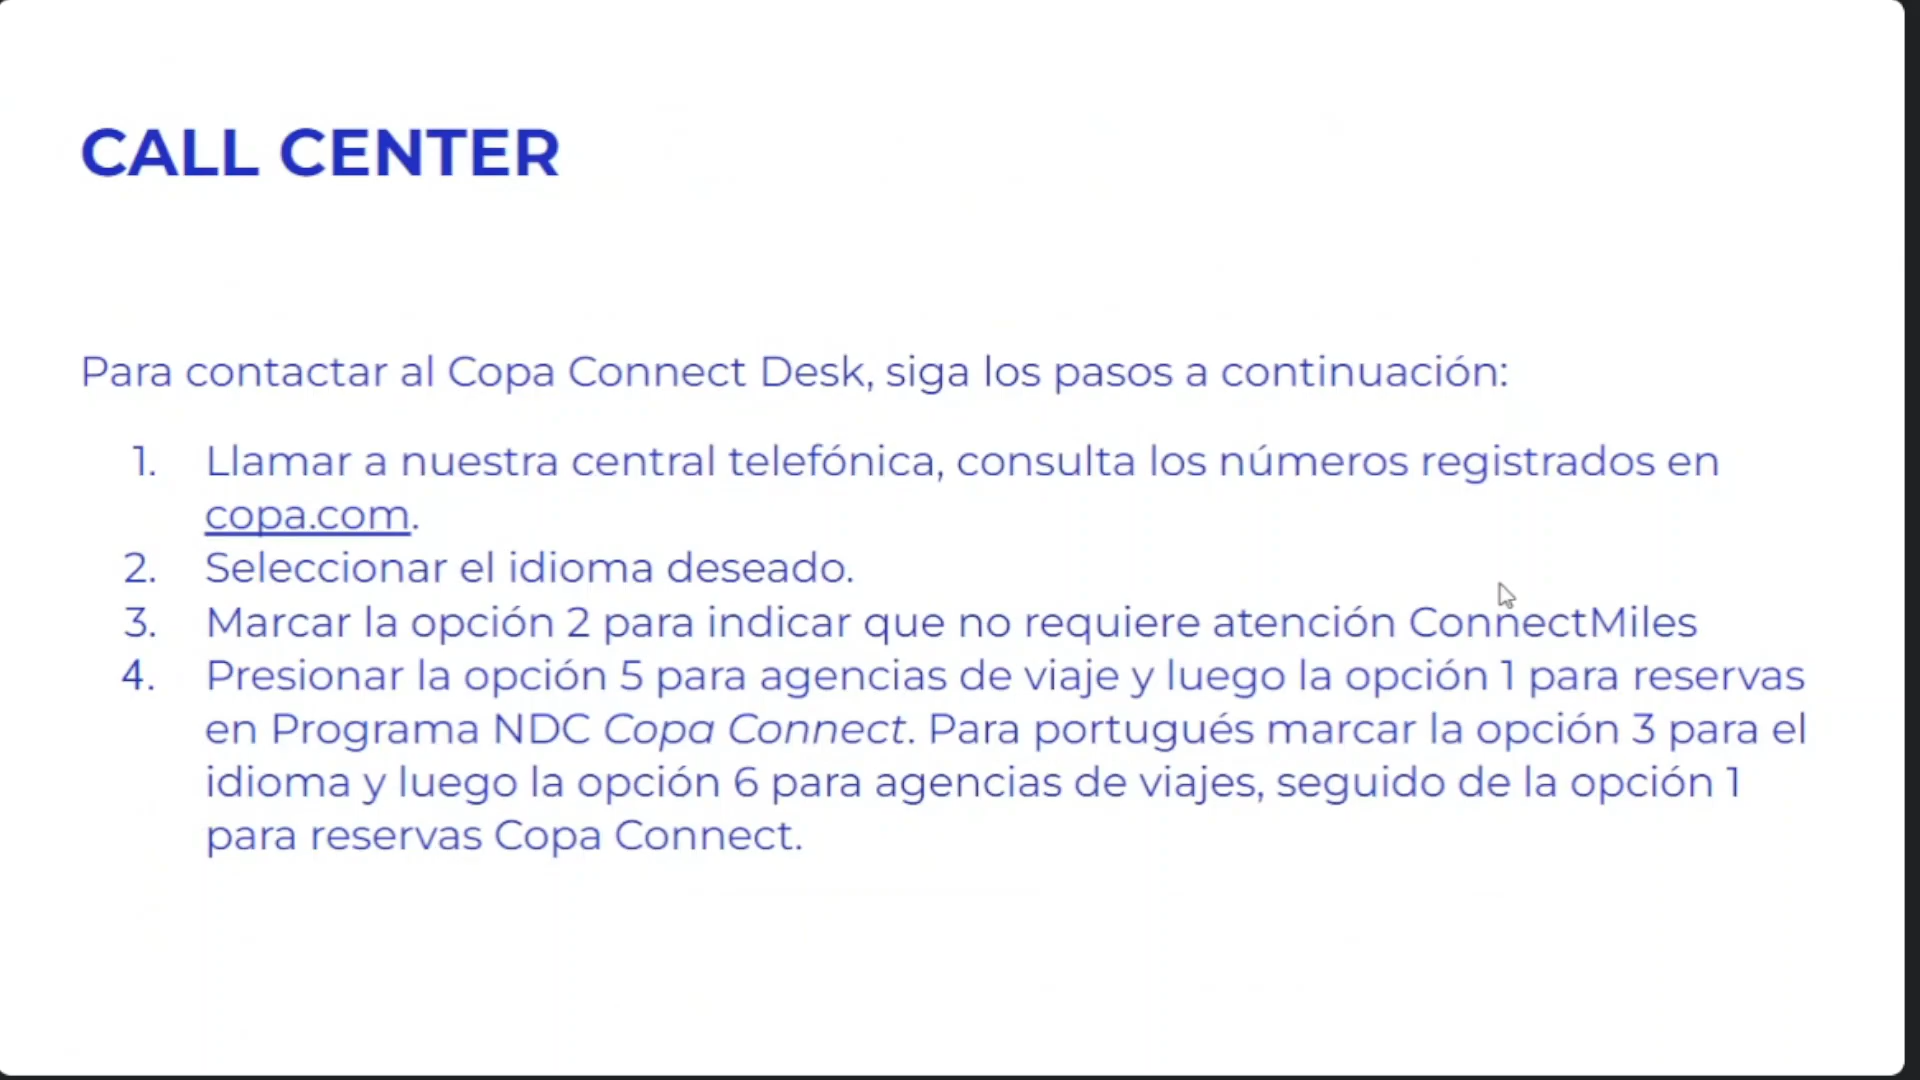 CALL CENTER
Para contactar al Copa Connect Desk, siga los pasos a continuación:
1. Llamar a nuestra central telefónica, consulta los números registrados en
copa.com.
2. Seleccionar el idioma deseado.
3. Marcar la opción 2 para indicar que no requiere atención ConnectMiles
4. Presionar la opción 5 para agencias de viaje y luego la opción 1 para reservas
en Programa NDC Copa Connect. Para portugués marcar la opción 3 para el
idioma y luego la opción 6 para agencias de viajes, seguido de la opción 1
para reservas Copa Connect.